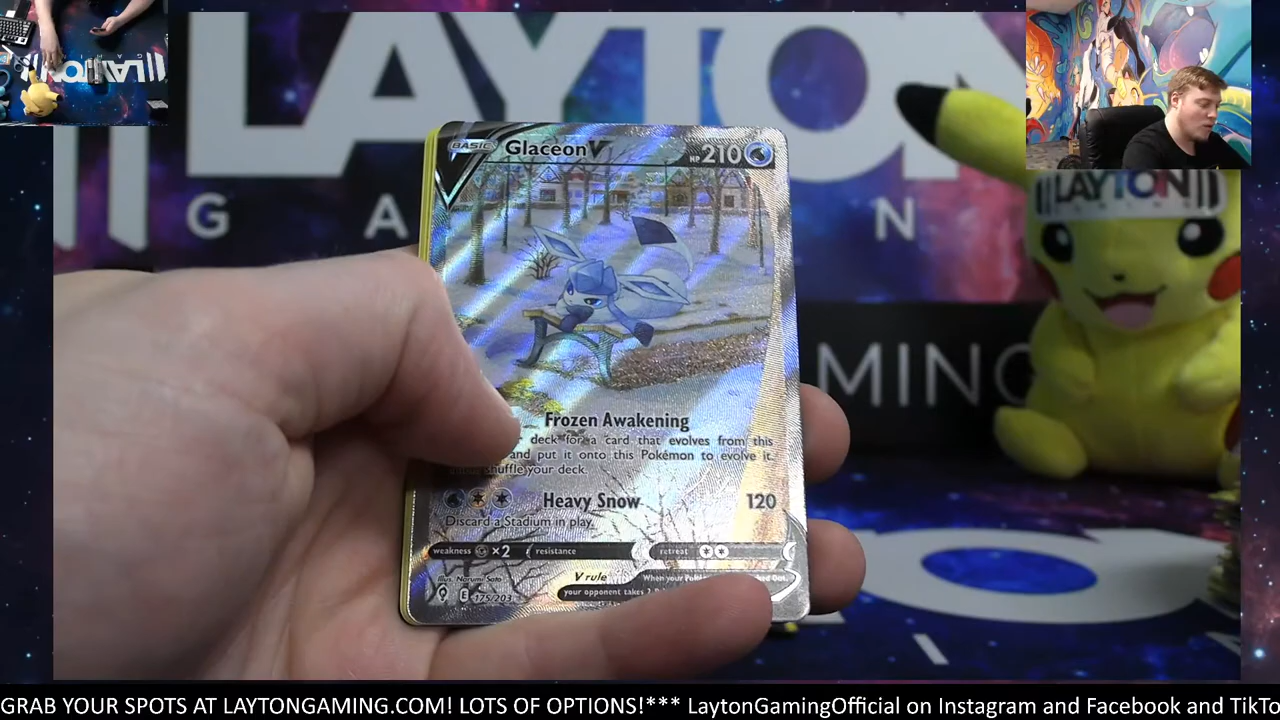 LAYTON
GA N
LAYTON
LAYTON
BASIC Glaceon V HP 210
Frozen Awakening
deck for a card that evolves from this
and put it onto this Pokémon to evolve it.
shuffle your deck.
Heavy Snow 120
Discard a Stadium in play.
weakness ×2 resistance retreat
Illus. Narumi Sato
V rule When your
your opponent takes 2
E 175/203
MING
GRAB YOUR SPOTS AT LAYTONGAMING.COM! LOTS OF OPTIONS!*** LaytonGamingOfficial on Instagram and Facebook and TikTo